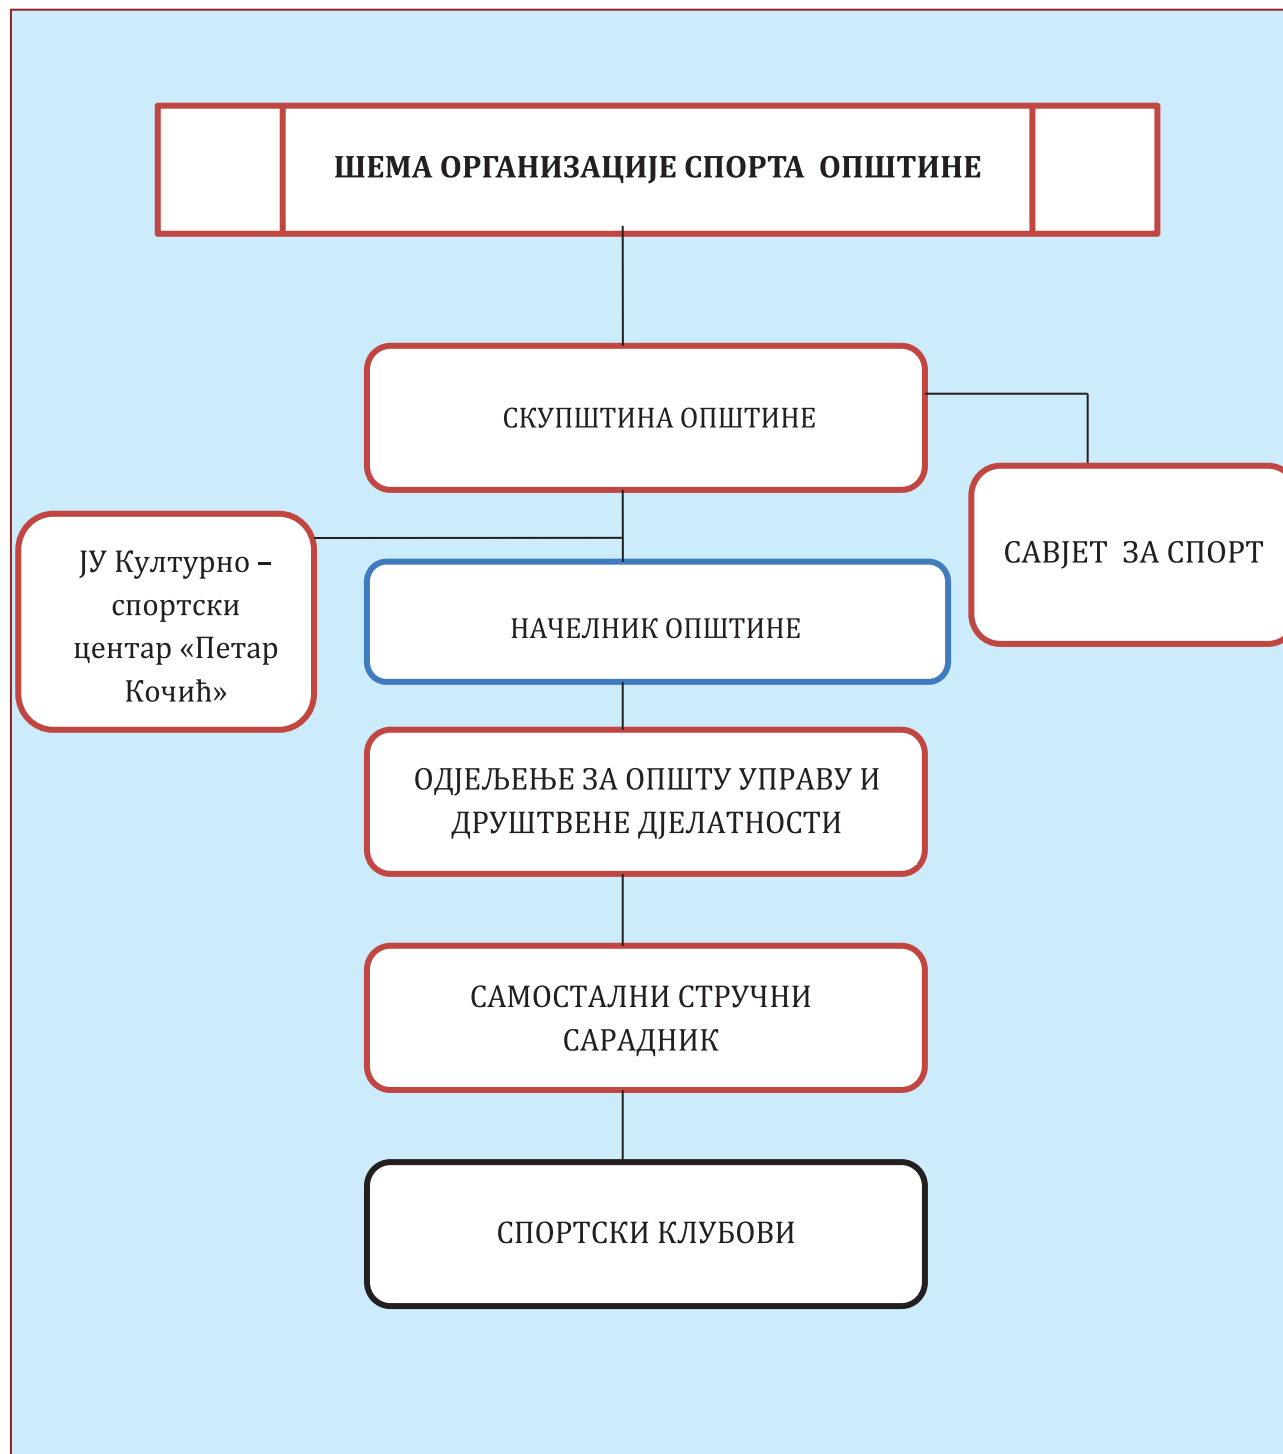 ШЕМА ОРГАНИЗАЦИЈЕ СПОРТА ОПШТИНЕ
СКУПШТИНА ОПШТИНЕ
САВЈЕТ ЗА СПОРТ
ЈУ Културно –
спортски
центар «Петар
Кочић»
НАЧЕЛНИК ОПШТИНЕ
ОДЈЕЉЕЊЕ ЗА ОПШТУ УПРАВУ И
ДРУШТВЕНЕ ДЈЕЛАТНОСТИ
САМОСТАЛНИ СТРУЧНИ
САРАДНИК
СПОРТСКИ КЛУБОВИ